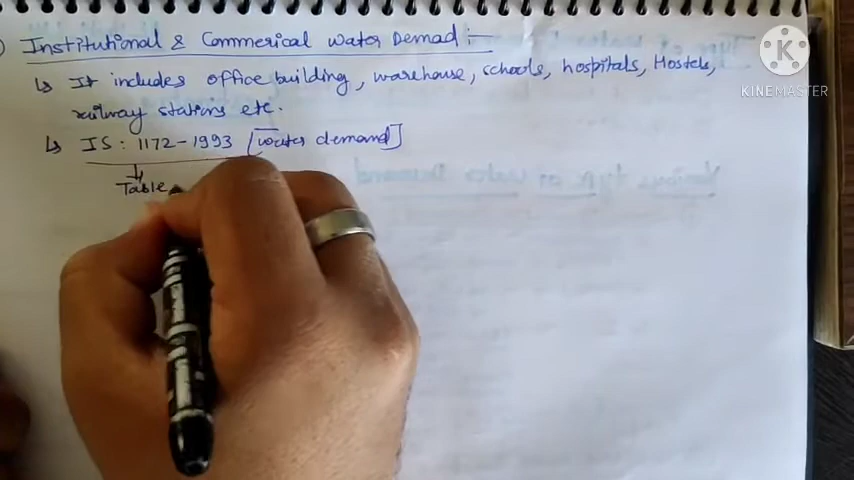 Institutional & Commerical Water Demad :-
↳ It includes office building, warehouse, schools, hospitals, Hostels,
railway stations etc.
↳ IS : 1172-1993 [water demand]
Table
KINEMASTER